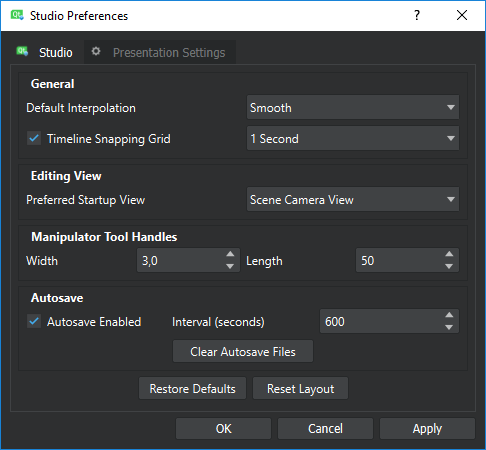 Studio Preferences
Studio Presentation Settings
General
Default Interpolation Smooth
Timeline Snapping Grid 1 Second
Editing View
Preferred Startup View Scene Camera View
Manipulator Tool Handles
Width 3,0 Length 50
Autosave
Autosave Enabled Interval (seconds) 600
Clear Autosave Files
Restore Defaults Reset Layout
OK Cancel Apply